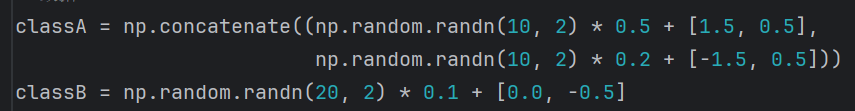 classA = np.concatenate((np.random.randn(10, 2) * 0.5 + [1.5, 0.5],
np.random.randn(10, 2) * 0.2 + [-1.5, 0.5]))
classB = np.random.randn(20, 2) * 0.1 + [0.0, -0.5]